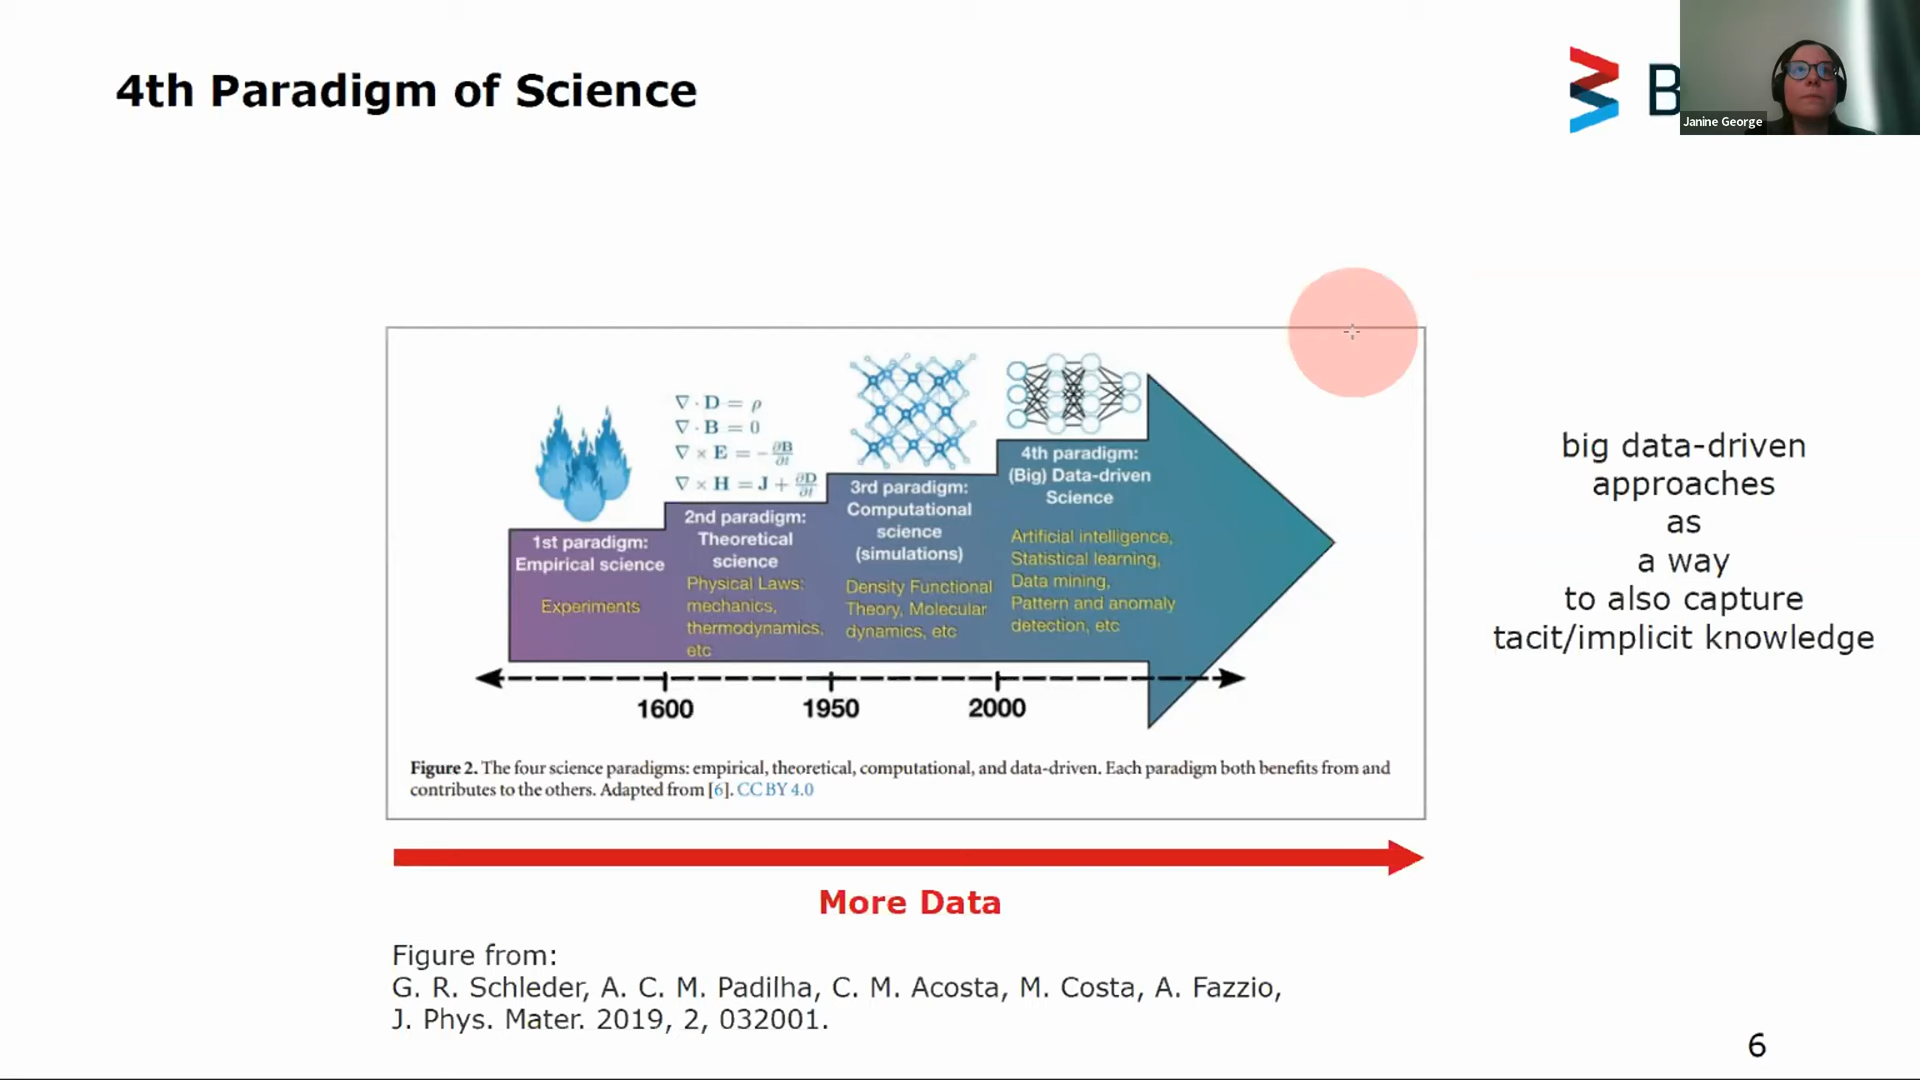 4th Paradigm of Science
B
Janine George
∇ · D = ρ
∇ · B = 0
∇ × E = −∂B/∂t
∇ × H = J + ∂D/∂t
1st paradigm:
Empirical science
Experiments
2nd paradigm:
Theoretical
science
Physical Laws:
mechanics,
thermodynamics,
etc
3rd paradigm:
Computational
science
(simulations)
Density Functional
Theory, Molecular
dynamics, etc
4th paradigm:
(Big) Data-driven
Science
Artificial intelligence,
Statistical learning,
Data mining,
Pattern and anomaly
detection, etc
1600 1950 2000
Figure 2. The four science paradigms: empirical, theoretical, computational, and data-driven. Each paradigm both benefits from and
contributes to the others. Adapted from [6]. CC BY 4.0
big data-driven
approaches
as
a way
to also capture
tacit/implicit knowledge
More Data
Figure from:
G. R. Schleder, A. C. M. Padilha, C. M. Acosta, M. Costa, A. Fazzio,
J. Phys. Mater. 2019, 2, 032001.
6